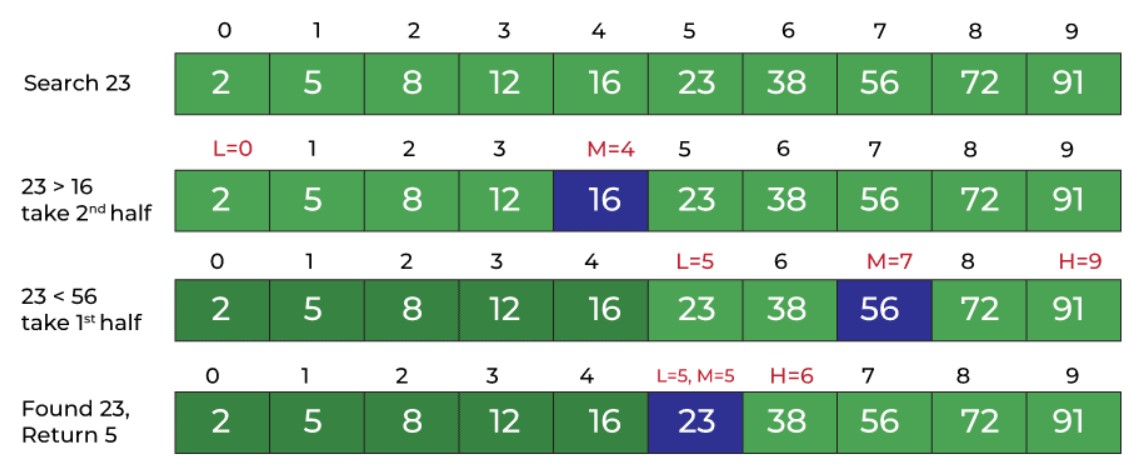 0 1 2 3 4 5 6 7 8 9
Search 23 2 5 8 12 16 23 38 56 72 91
L=0 1 2 3 M=4 5 6 7 8 9
23 > 16
take 2nd half 2 5 8 12 16 23 38 56 72 91
0 1 2 3 4 L=5 6 M=7 8 H=9
23 < 56
take 1st half 2 5 8 12 16 23 38 56 72 91
0 1 2 3 4 L=5, M=5 H=6 7 8 9
Found 23,
Return 5 2 5 8 12 16 23 38 56 72 91